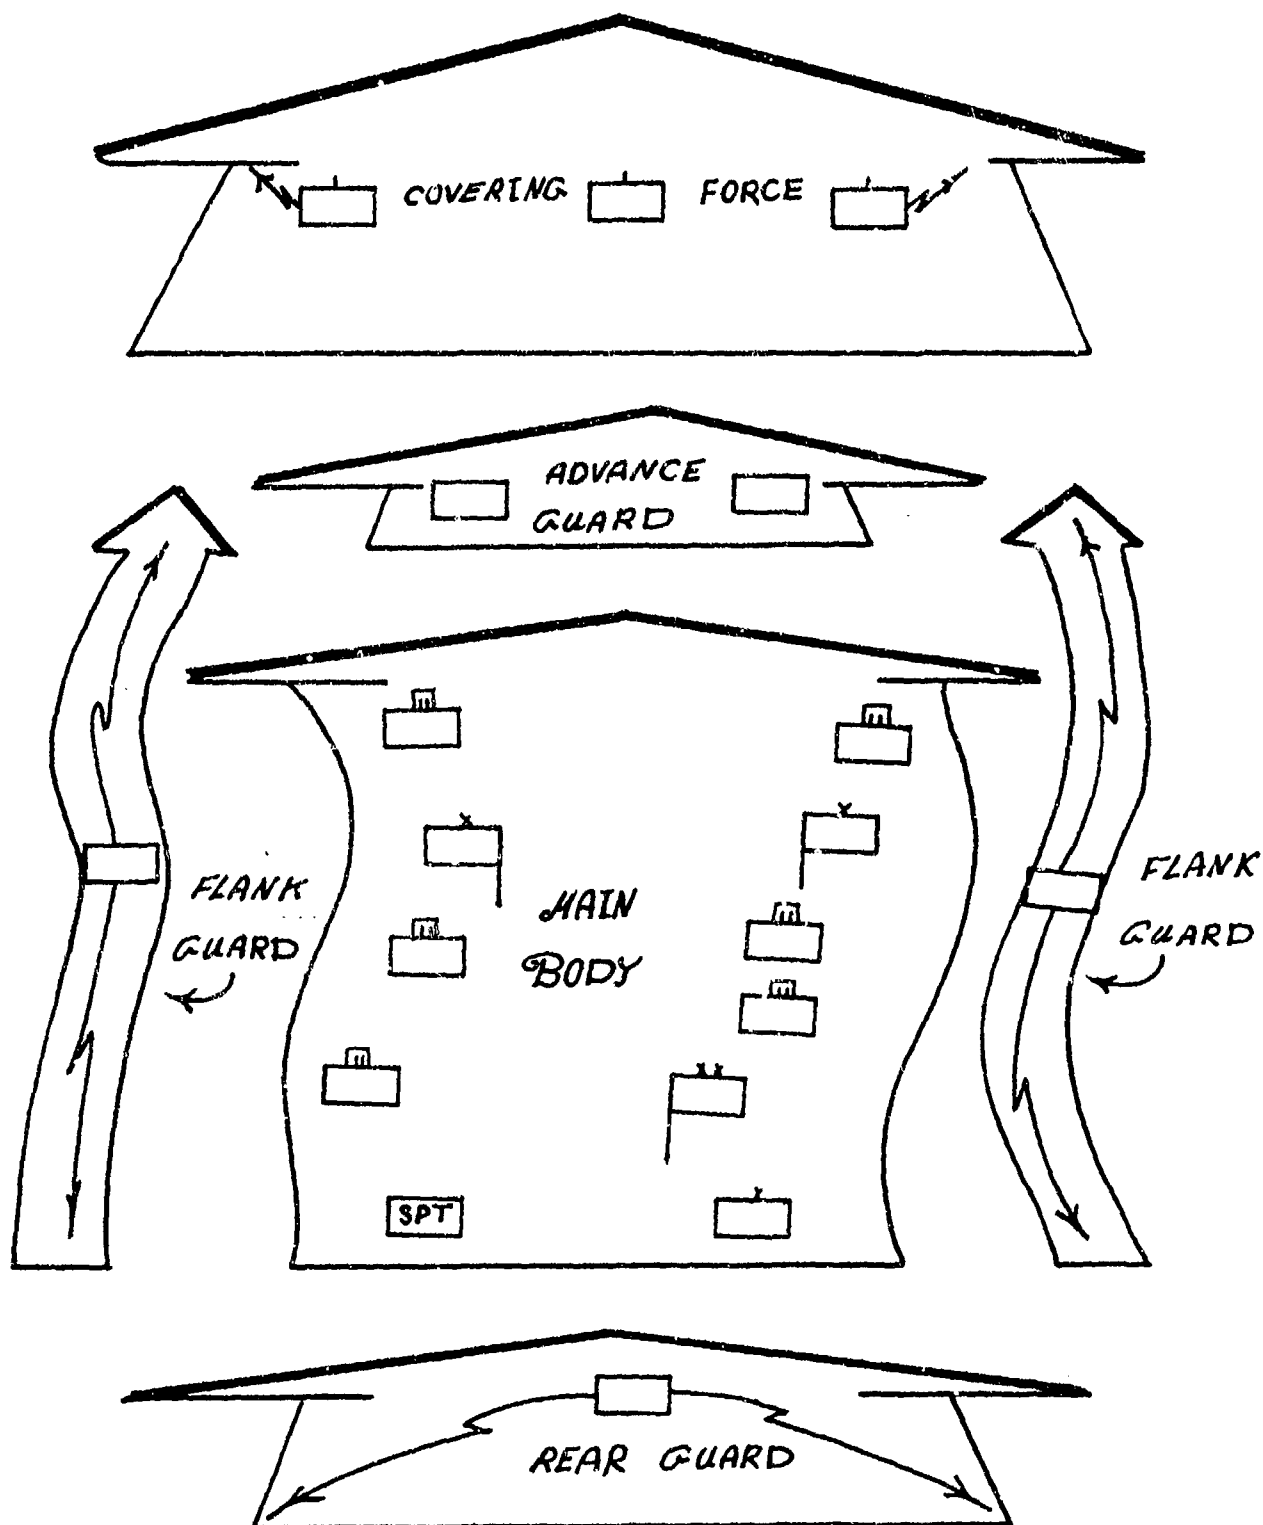 COVERING FORCE
ADVANCE
GUARD
FLANK
GUARD
MAIN
BODY
FLANK
GUARD
SPT
REAR GUARD